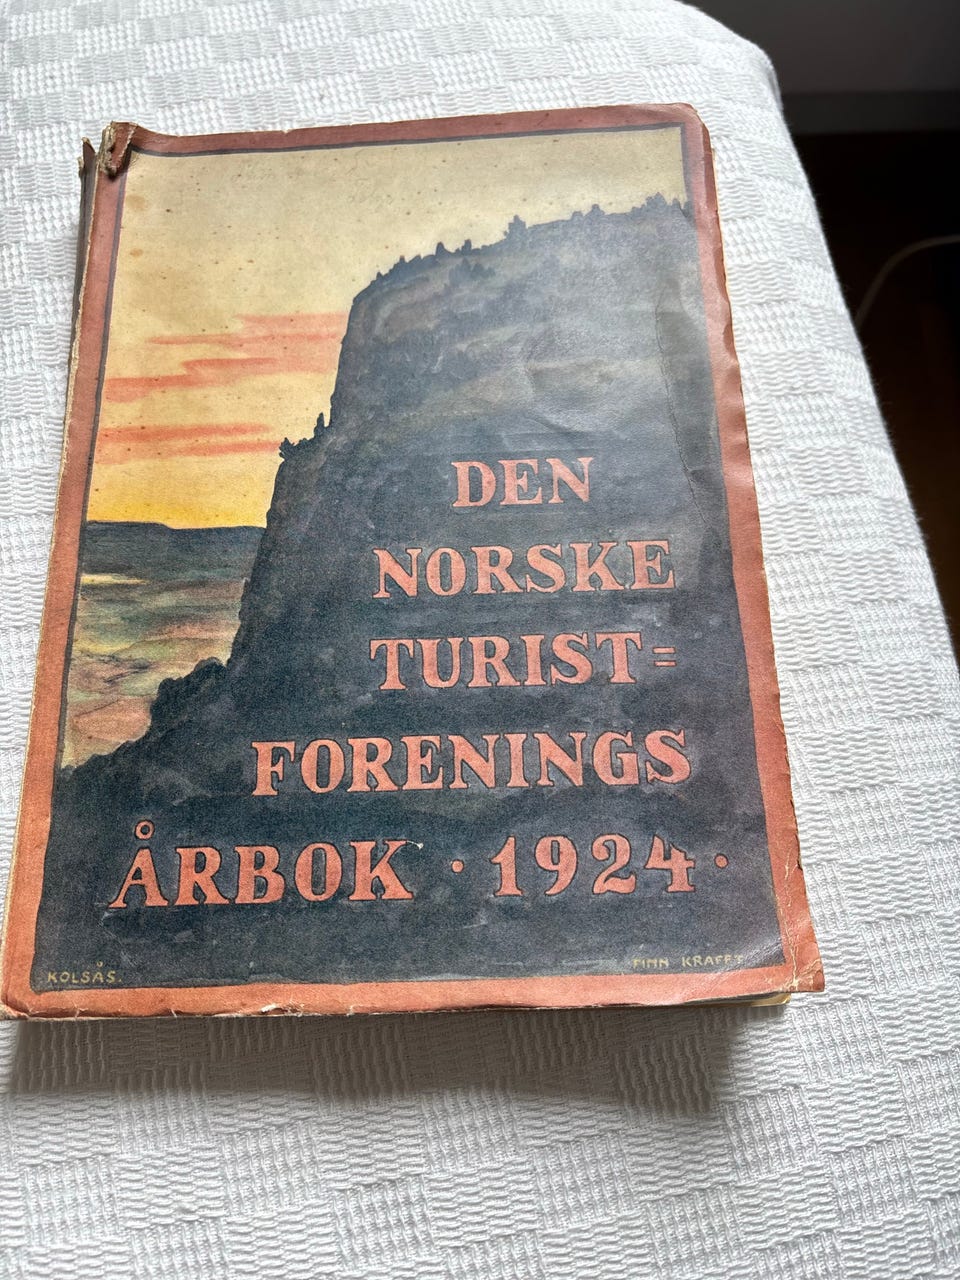 DEN
NORSKE
TURIST=
FORENINGS
ÅRBOK · 1924 ·
KOLSÅS.
FINN KRAFFT